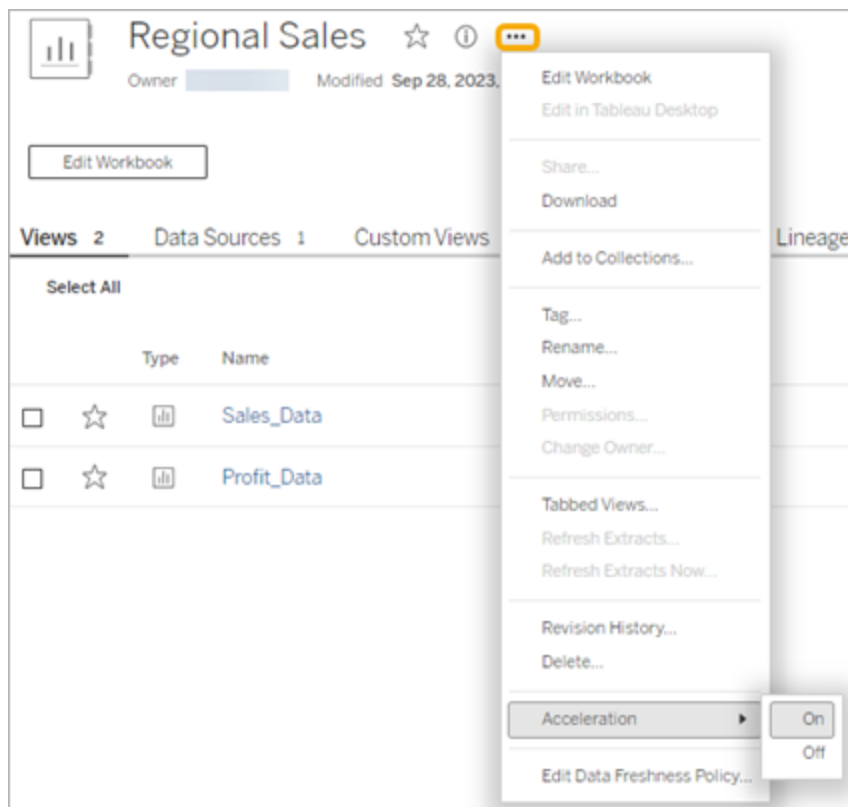 Regional Sales
Owner Modified Sep 28, 2023,
Edit Workbook
Views 2 Data Sources 1 Custom Views Lineage
Select All
Type Name
Sales_Data
Profit_Data
Edit Workbook
Edit in Tableau Desktop
Share...
Download
Add to Collections...
Tag...
Rename...
Move...
Permissions...
Change Owner...
Tabbed Views...
Refresh Extracts...
Refresh Extracts Now...
Revision History...
Delete...
Acceleration
On
Off
Edit Data Freshness Policy...